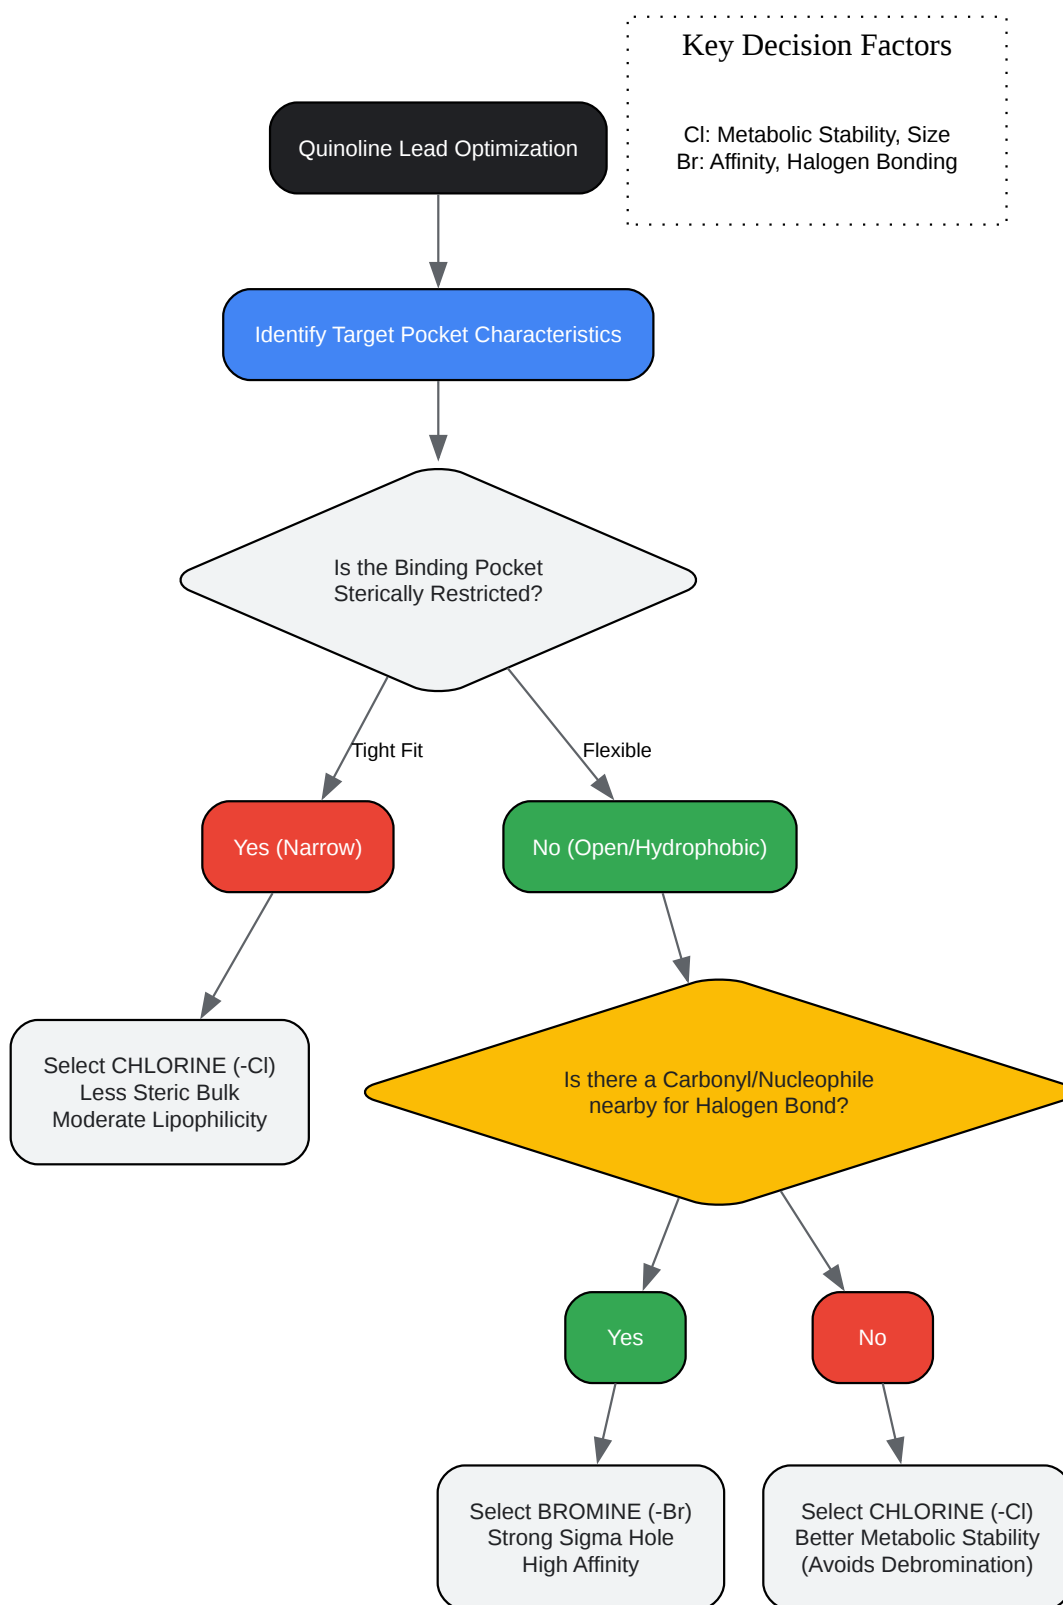 Key Decision Factors
Cl: Metabolic Stability, Size
Br: Affinity, Halogen Bonding
Quinoline Lead Optimization
Identify Target Pocket Characteristics
Is the Binding Pocket
Sterically Restricted?
Tight Fit
Flexible
Yes (Narrow)
No (Open/Hydrophobic)
Select CHLORINE (-Cl)
Less Steric Bulk
Moderate Lipophilicity
Is there a Carbonyl/Nucleophile
nearby for Halogen Bond?
Yes
No
Select BROMINE (-Br)
Strong Sigma Hole
High Affinity
Select CHLORINE (-Cl)
Better Metabolic Stability
(Avoids Debromination)